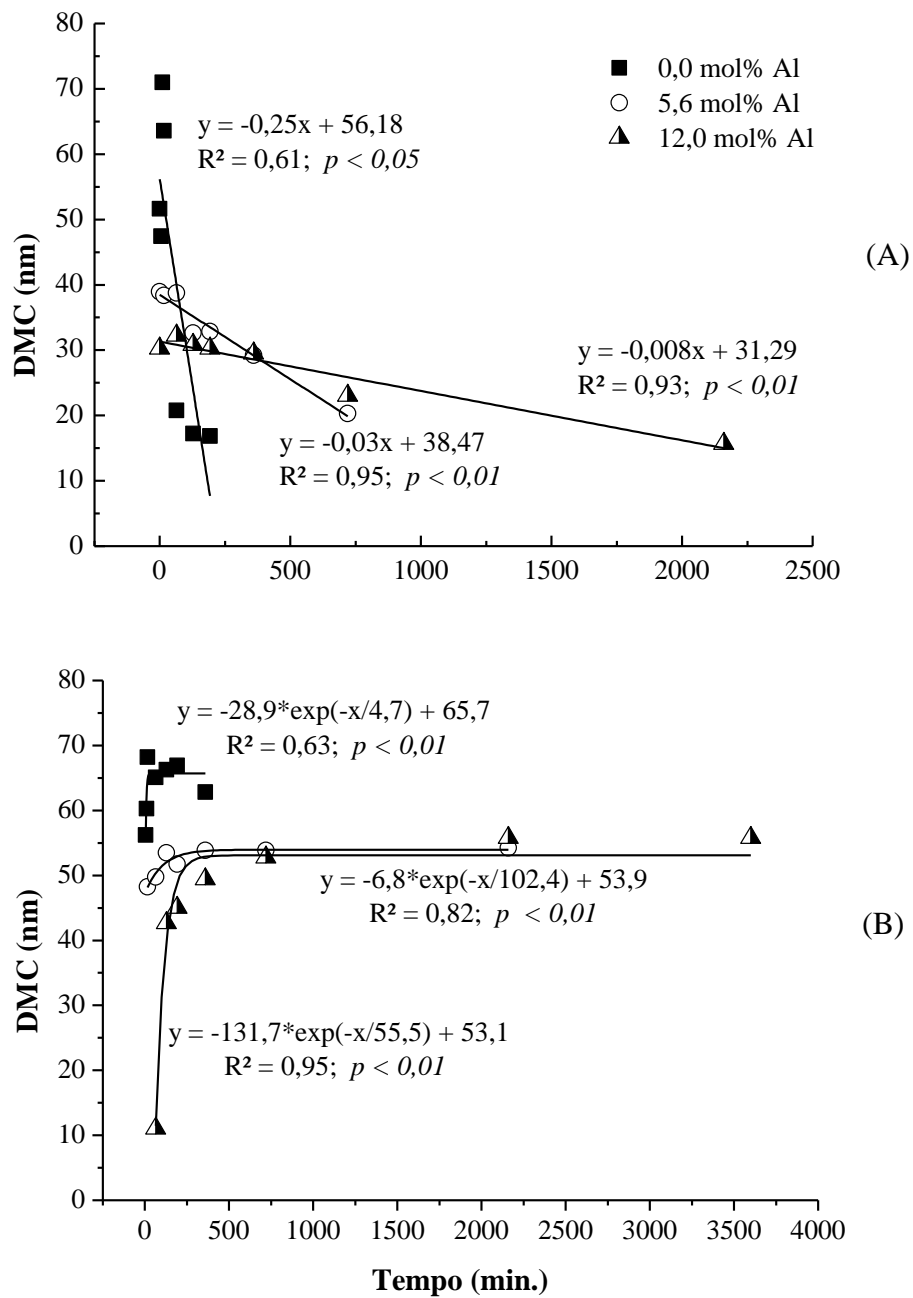 80
70
60
50
40
30
20
10
0
DMC (nm)
0,0 mol% Al
5,6 mol% Al
12,0 mol% Al
y = -0,25x + 56,18
R² = 0,61; p < 0,05
(A)
y = -0,008x + 31,29
R² = 0,93; p < 0,01
y = -0,03x + 38,47
R² = 0,95; p < 0,01
0 500 1000 1500 2000 2500
80
70
60
50
40
30
20
10
0
DMC (nm)
y = -28,9*exp(-x/4,7) + 65,7
R² = 0,63; p < 0,01
y = -6,8*exp(-x/102,4) + 53,9
R² = 0,82; p < 0,01
(B)
y = -131,7*exp(-x/55,5) + 53,1
R² = 0,95; p < 0,01
0 500 1000 1500 2000 2500 3000 3500 4000
Tempo (min.)